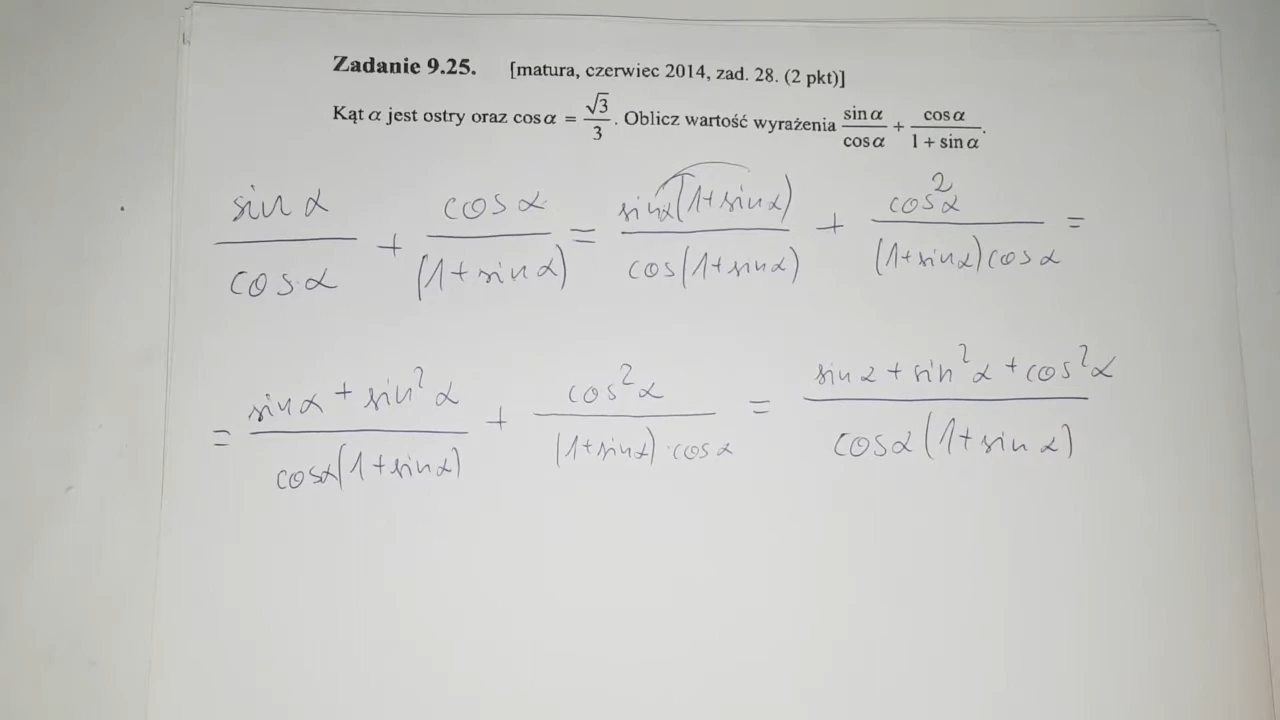 Zadanie 9.25. [matura, czerwiec 2014, zad. 28. (2 pkt)]
Kąt α jest ostry oraz cos α = √3/3. Oblicz wartość wyrażenia sin α/cos α + cos α/(1 + sin α).
sin α/cos α + cos α/(1+sin α) = sin α(1+sin α)/cos(1+sin α) + cos²α/(1+sin α)cos α =
= sin α + sin²α/cos α(1+sin α) + cos²α/(1+sin α)·cos α = sin α + sin²α + cos²α/cos α(1+sin α)